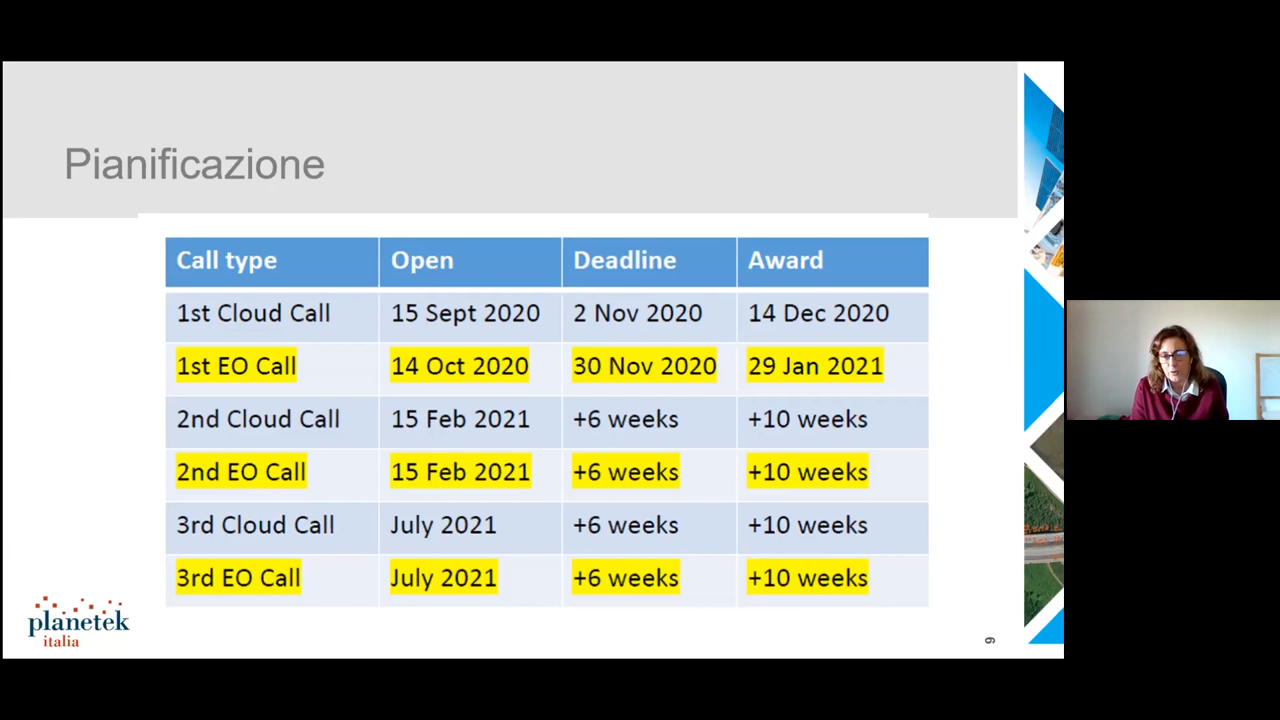 Pianificazione
Call type Open Deadline Award
1st Cloud Call 15 Sept 2020 2 Nov 2020 14 Dec 2020
1st EO Call 14 Oct 2020 30 Nov 2020 29 Jan 2021
2nd Cloud Call 15 Feb 2021 +6 weeks +10 weeks
2nd EO Call 15 Feb 2021 +6 weeks +10 weeks
3rd Cloud Call July 2021 +6 weeks +10 weeks
3rd EO Call July 2021 +6 weeks +10 weeks
planetek
italia
9